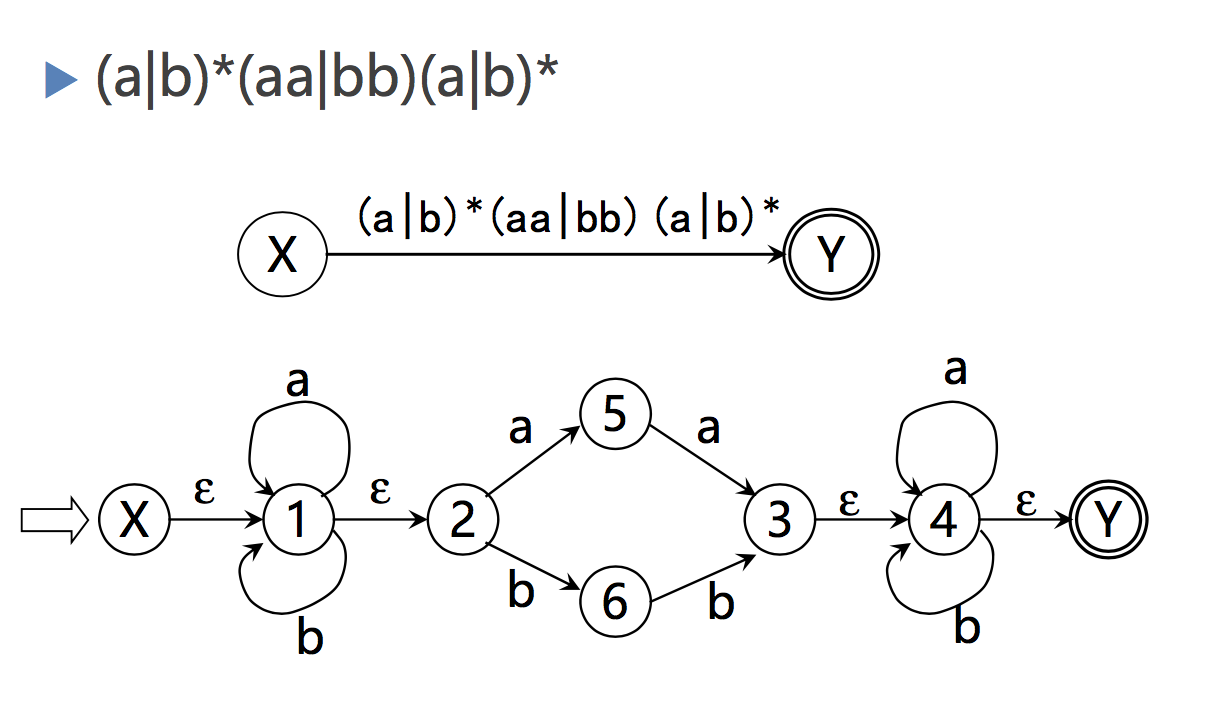 (a|b)*(aa|bb)(a|b)*
(a|b)*(aa|bb)(a|b)*
X Y
a a
a 5 a
ε ε ε ε
X 1 2 3 4 Y
b 6 b
b b